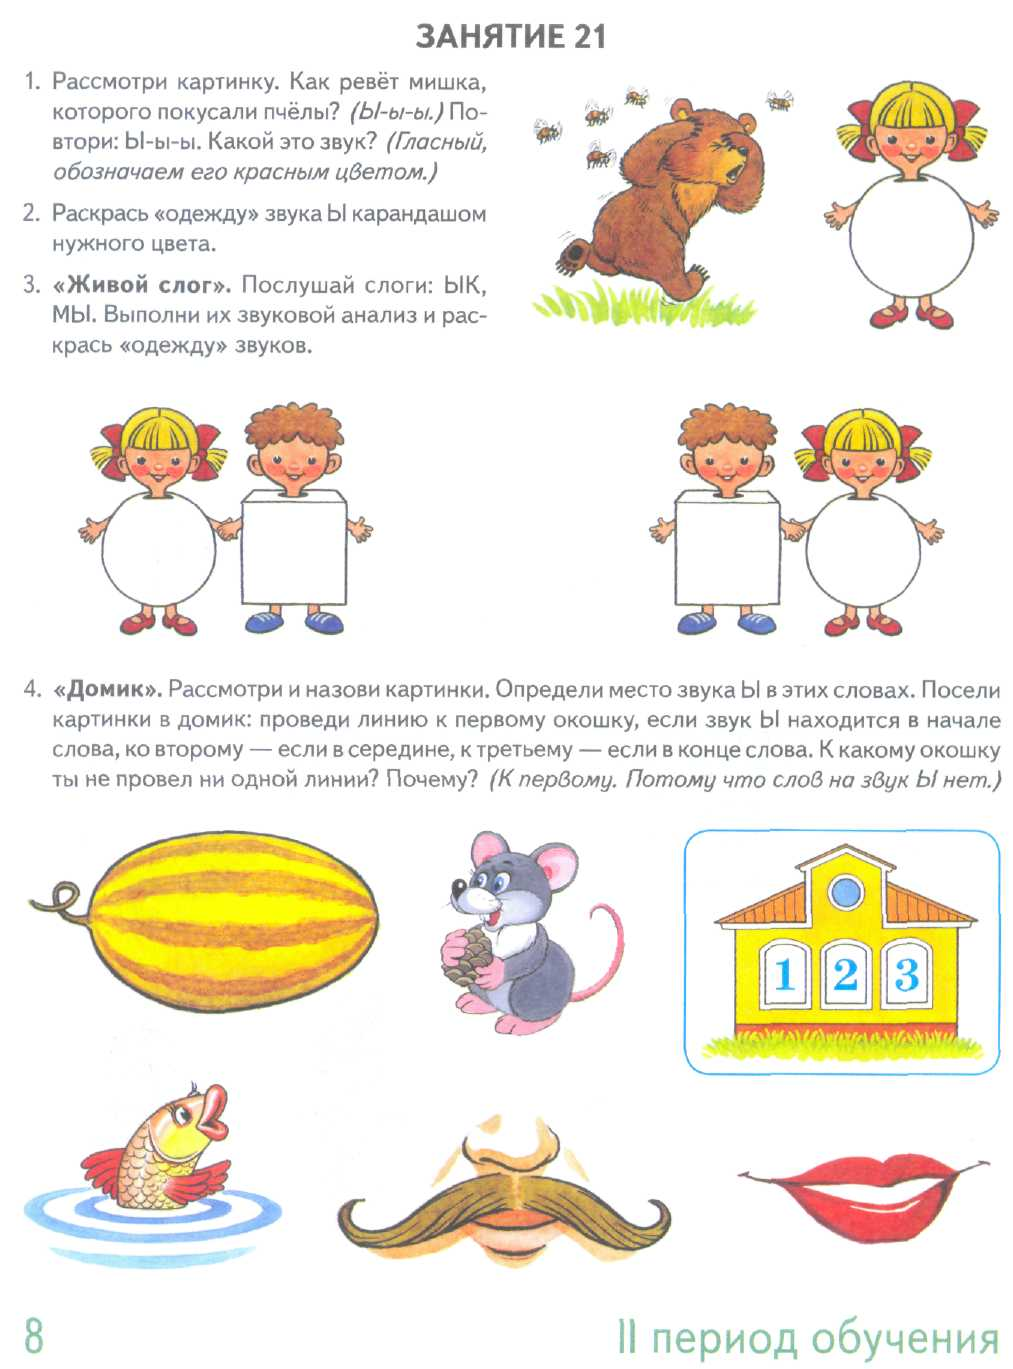 ЗАНЯТИЕ 21
1. Рассмотри картинку. Как ревёт мишка,
которого покусали пчёлы? (Ы-ы-ы.) По-
втори: Ы-ы-ы. Какой это звук? (Гласный,
обозначаем его красным цветом.)
2. Раскрась «одежду» звука Ы карандашом
нужного цвета.
3. «Живой слог». Послушай слоги: ЫК,
МЫ. Выполни их звуковой анализ и рас-
крась «одежду» звуков.
4. «Домик». Рассмотри и назови картинки. Определи место звука Ы в этих словах. Посели
картинки в домик: проведи линию к первому окошку, если звук Ы находится в начале
слова, ко второму — если в середине, к третьему — если в конце слова. К какому окошку
ты не провел ни одной линии? Почему? (К первому. Потому что слов на звук Ы нет.)
1 2 3
8 II период обучения